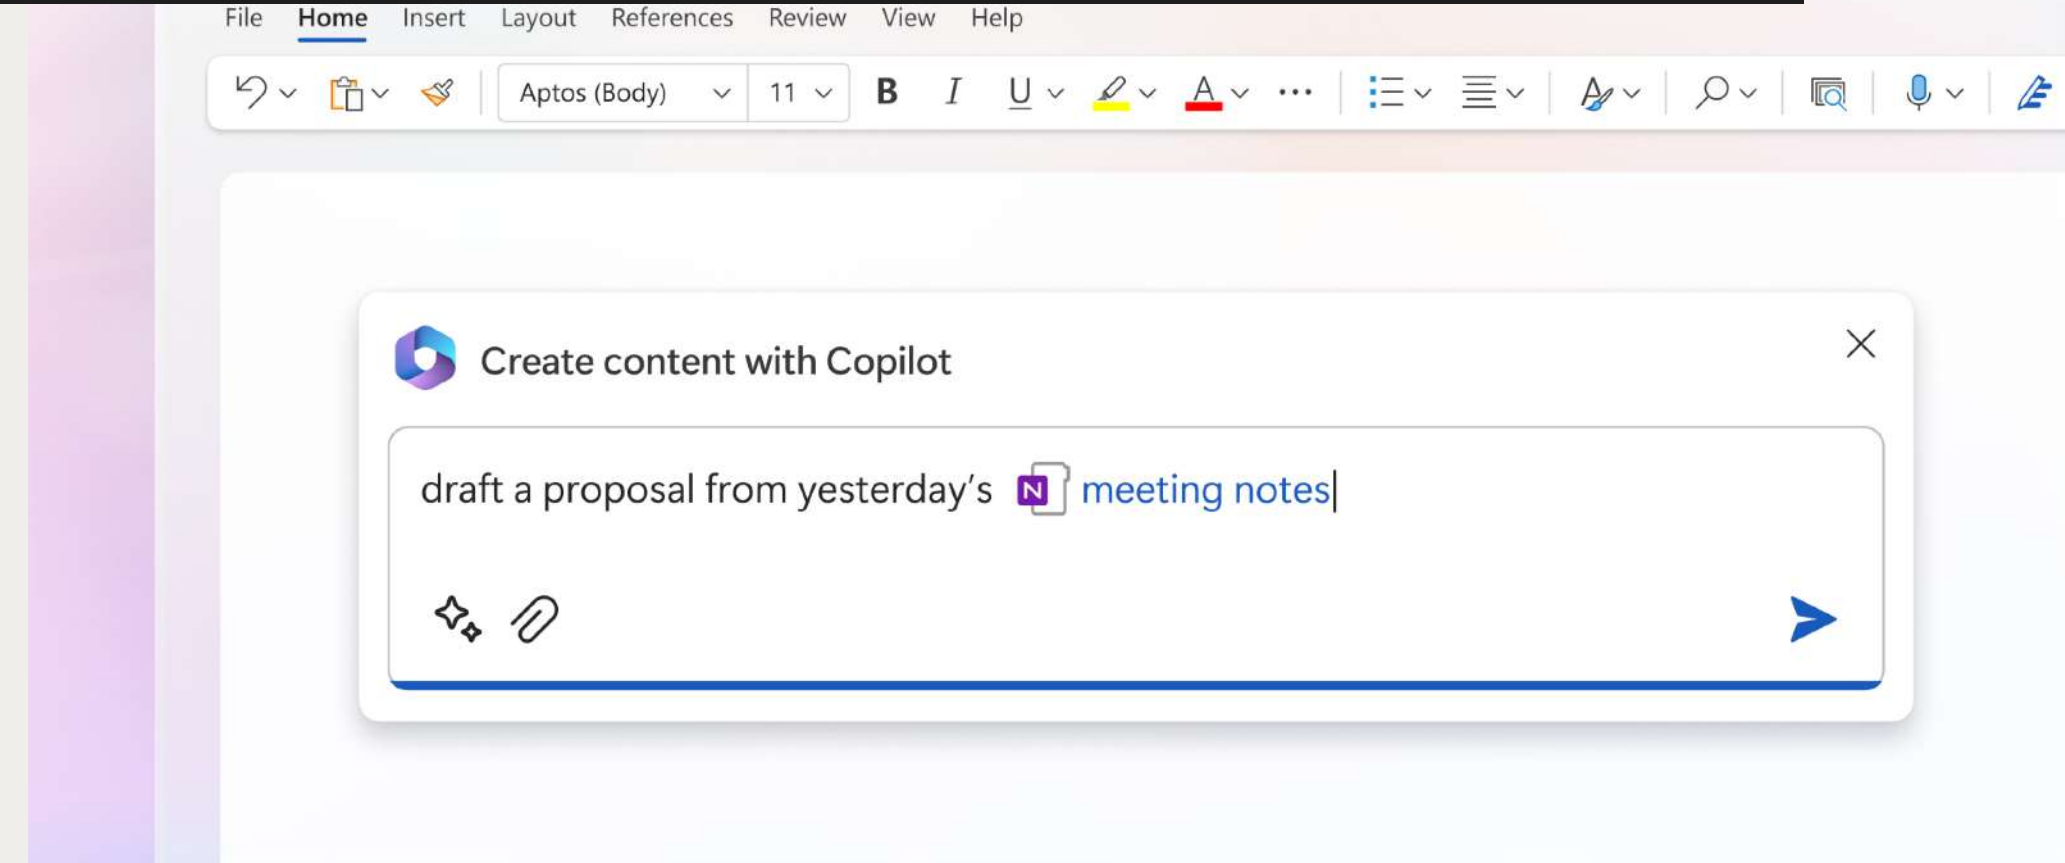 File Home Insert Layout References Review View Help
Aptos (Body) 11 B I U A
Create content with Copilot
draft a proposal from yesterday's N meeting notes